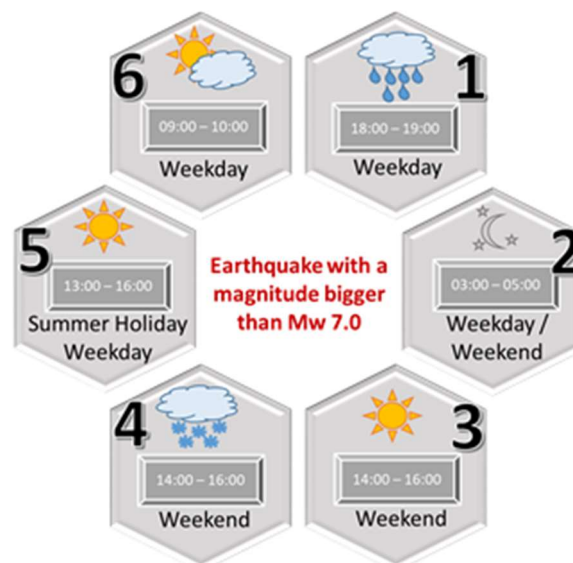 6
09:00 – 10:00
Weekday
1
18:00 – 19:00
Weekday
5
13:00 – 16:00
Summer Holiday
Weekday
Earthquake with a
magnitude bigger
than Mw 7.0
2
03:00 – 05:00
Weekday /
Weekend
4
14:00 – 16:00
Weekend
3
14:00 – 16:00
Weekend